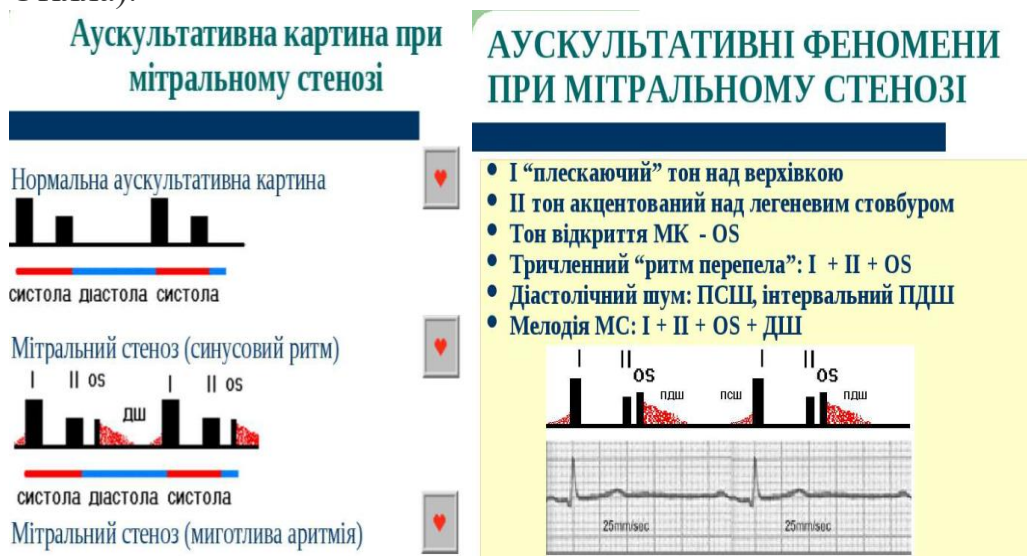 Аускультативна картина при
мітральному стенозі
Нормальна аускультативна картина
систола діастола систола
Мітральний стеноз (синусовий ритм)
I II OS I II OS
ДШ
систола діастола систола
Мітральний стеноз (миготлива аритмія)
АУСКУЛЬТАТИВНІ ФЕНОМЕНИ
ПРИ МІТРАЛЬНОМУ СТЕНОЗІ
• I “плескаючий” тон над верхівкою
• II тон акцентований над легеневим стовбуром
• Тон відкриття МК - OS
• Тричленний “ритм перепела”: I + II + OS
• Діастолічний шум: ПСШ, інтервальний ПДШ
• Мелодія МС: I + II + OS + ДШ
I II I II
OS OS
пдш псш пдш
25mm/sec 25mm/sec